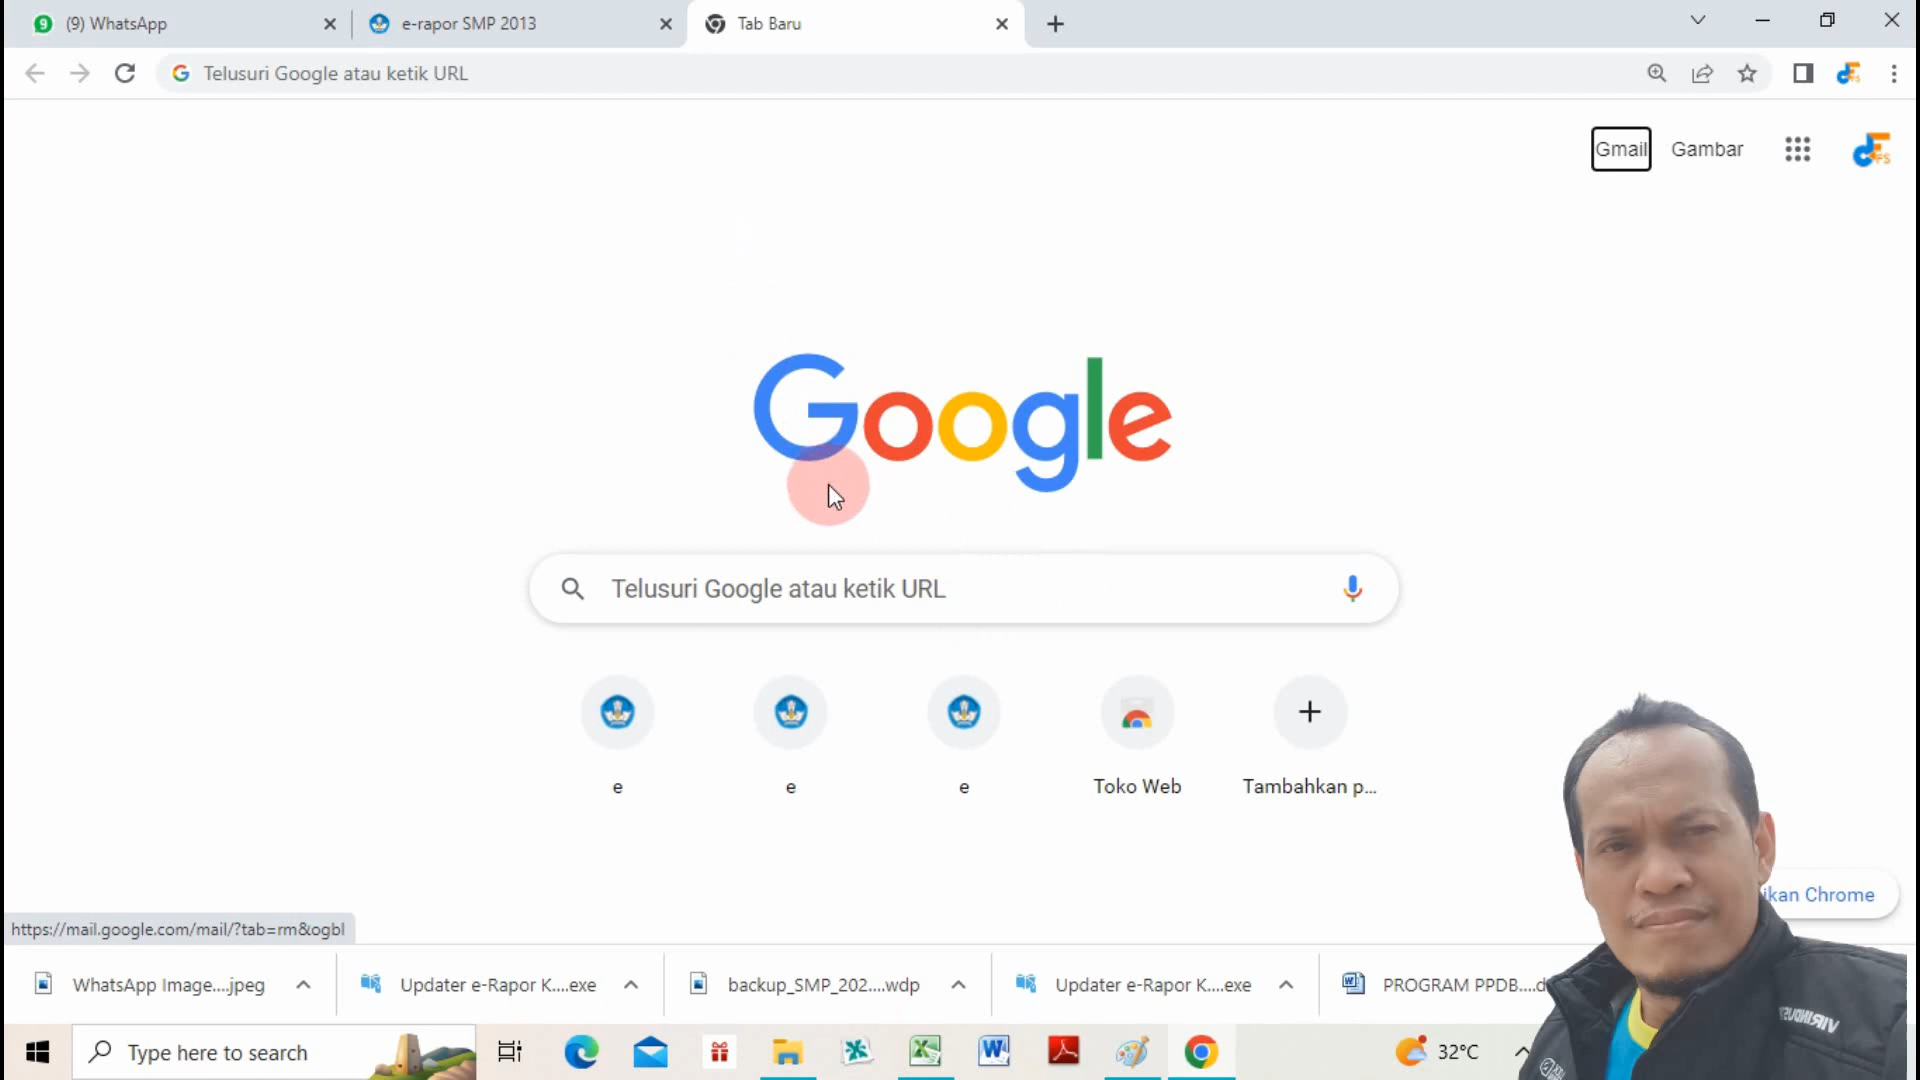 (9) WhatsApp
e-rapor SMP 2013
Tab Baru
Telusuri Google atau ketik URL
Gmail
Gambar
Google
Telusuri Google atau ketik URL
e
e
e
Toko Web
Tambahkan p...
ikan Chrome
https://mail.google.com/mail/?tab=rm&ogbl
WhatsApp Image....jpeg
Updater e-Rapor K....exe
backup_SMP_202....wdp
Updater e-Rapor K....exe
PROGRAM PPDB....d
Type here to search
32°C